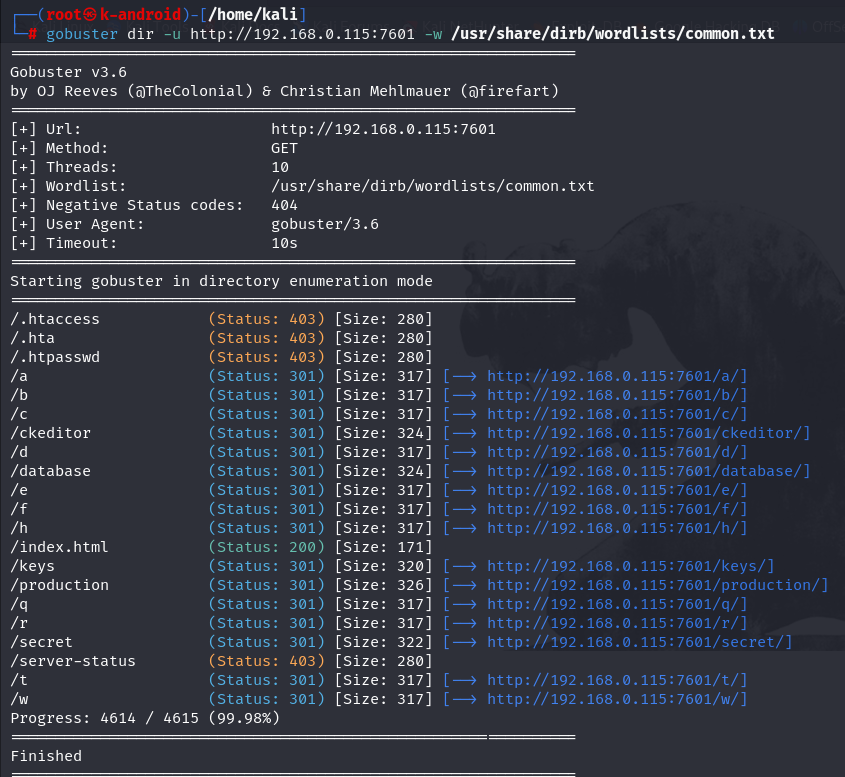 ┌──(root㉿k-android)-[/home/kali]
└─# gobuster dir -u http://192.168.0.115:7601 -w /usr/share/dirb/wordlists/common.txt
===============================================================
Gobuster v3.6
by OJ Reeves (@TheColonial) & Christian Mehlmauer (@firefart)
===============================================================
[+] Url:                     http://192.168.0.115:7601
[+] Method:                  GET
[+] Threads:                 10
[+] Wordlist:                /usr/share/dirb/wordlists/common.txt
[+] Negative Status codes:   404
[+] User Agent:              gobuster/3.6
[+] Timeout:                 10s
===============================================================
Starting gobuster in directory enumeration mode
===============================================================
/.htaccess            (Status: 403) [Size: 280]
/.hta                 (Status: 403) [Size: 280]
/.htpasswd            (Status: 403) [Size: 280]
/a                    (Status: 301) [Size: 317] [--> http://192.168.0.115:7601/a/]
/b                    (Status: 301) [Size: 317] [--> http://192.168.0.115:7601/b/]
/c                    (Status: 301) [Size: 317] [--> http://192.168.0.115:7601/c/]
/ckeditor             (Status: 301) [Size: 324] [--> http://192.168.0.115:7601/ckeditor/]
/d                    (Status: 301) [Size: 317] [--> http://192.168.0.115:7601/d/]
/database             (Status: 301) [Size: 324] [--> http://192.168.0.115:7601/database/]
/e                    (Status: 301) [Size: 317] [--> http://192.168.0.115:7601/e/]
/f                    (Status: 301) [Size: 317] [--> http://192.168.0.115:7601/f/]
/h                    (Status: 301) [Size: 317] [--> http://192.168.0.115:7601/h/]
/index.html           (Status: 200) [Size: 171]
/keys                 (Status: 301) [Size: 320] [--> http://192.168.0.115:7601/keys/]
/production           (Status: 301) [Size: 326] [--> http://192.168.0.115:7601/production/]
/q                    (Status: 301) [Size: 317] [--> http://192.168.0.115:7601/q/]
/r                    (Status: 301) [Size: 317] [--> http://192.168.0.115:7601/r/]
/secret               (Status: 301) [Size: 322] [--> http://192.168.0.115:7601/secret/]
/server-status        (Status: 403) [Size: 280]
/t                    (Status: 301) [Size: 317] [--> http://192.168.0.115:7601/t/]
/w                    (Status: 301) [Size: 317] [--> http://192.168.0.115:7601/w/]
Progress: 4614 / 4615 (99.98%)
===============================================================
Finished
===============================================================